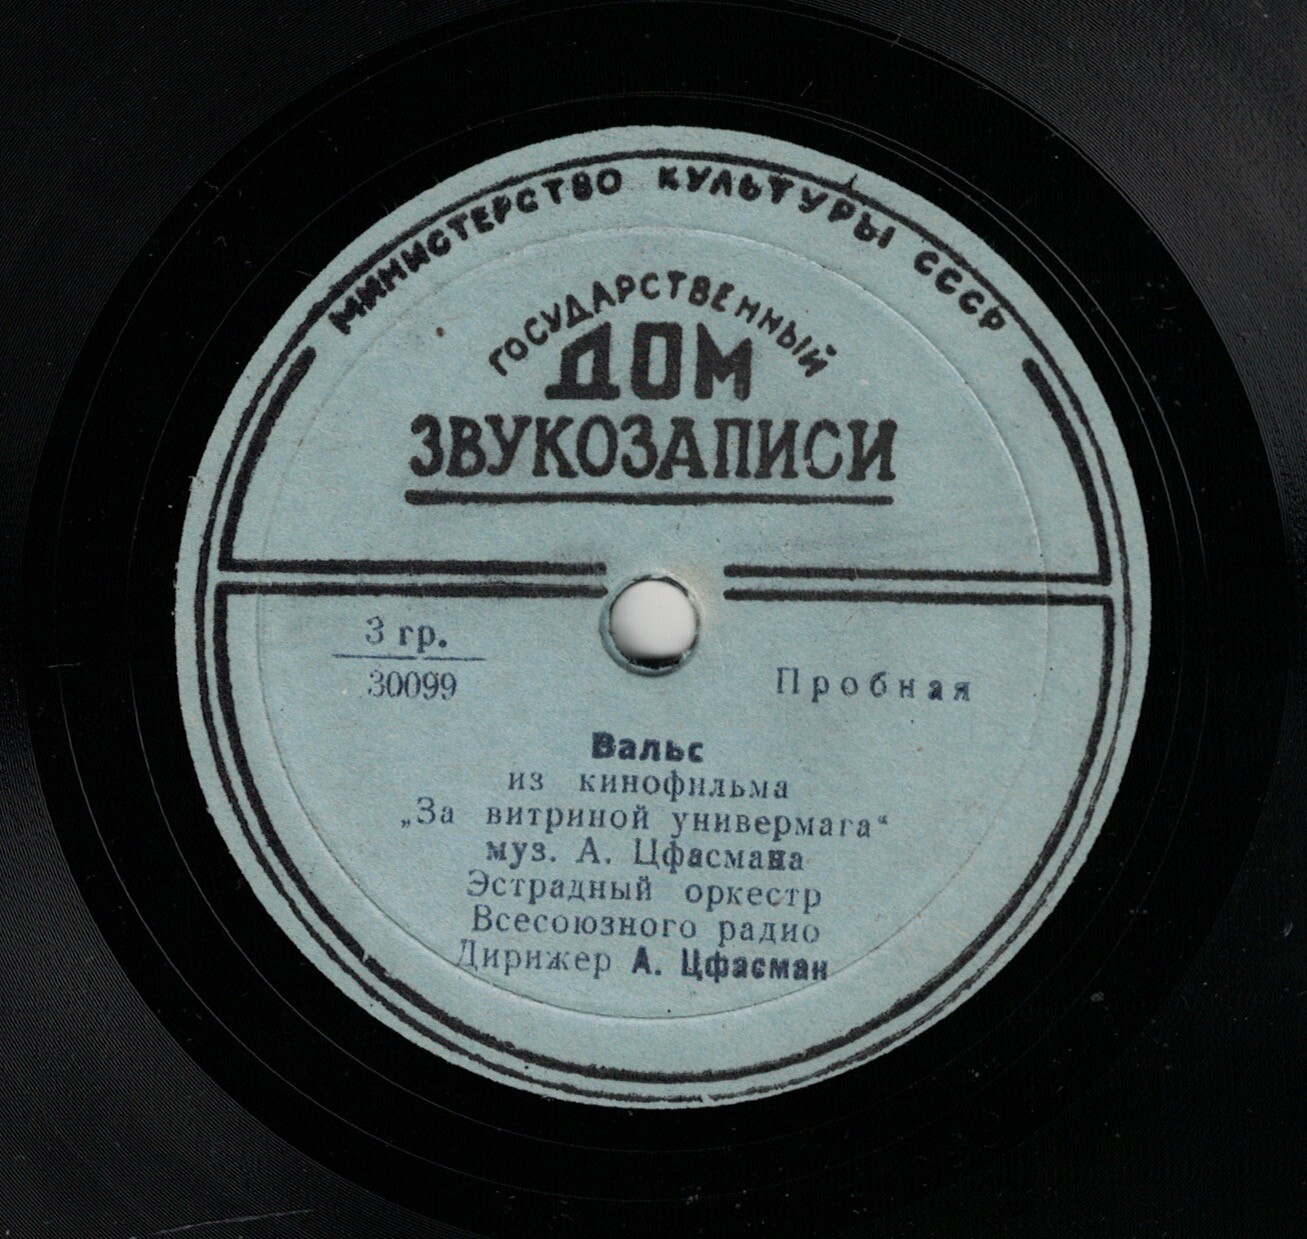 МИНИСТЕРСТВО КУЛЬТУРЫ СССР
ГОСУДАРСТВЕННЫЙ
ДОМ
ЗВУКОЗАПИСИ
3 гр.
30099
Пробная
Вальс
из кинофильма
„За витриной универмага“
муз. А. Цфасмана
Эстрадный оркестр
Всесоюзного радио
Дирижер А. Цфасман